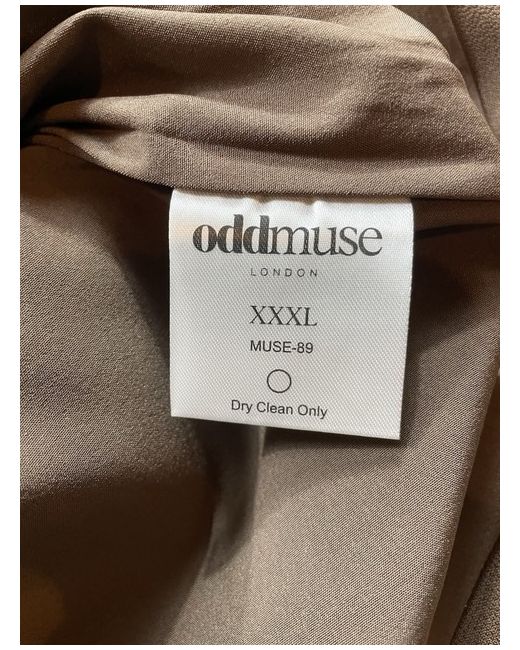 oddmuse
LONDON
XXXL
MUSE-89
Dry Clean Only